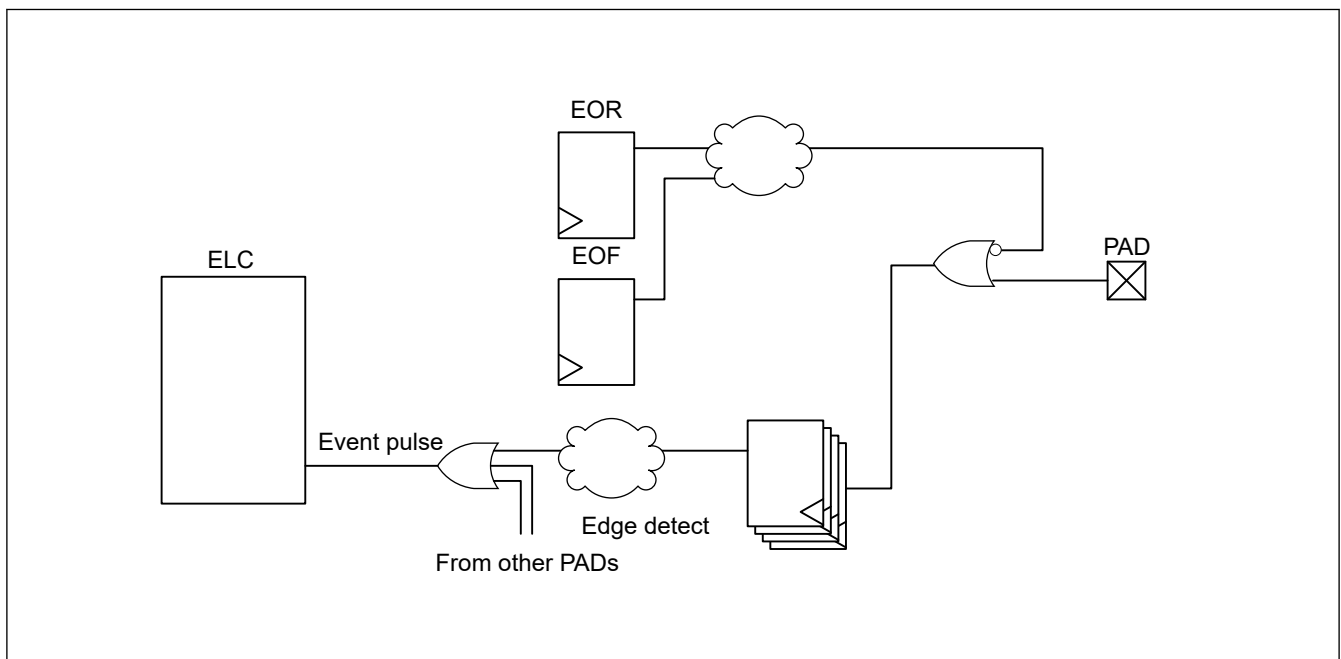 EOR
EOF
PAD
ELC
Event pulse
Edge detect
From other PADs